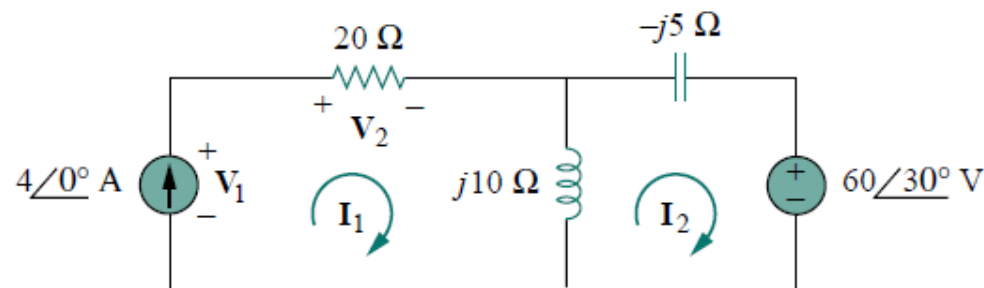 20 Ω
–j5 Ω
+ –
V₂
4∠0° A
+
V₁
–
I₁
j10 Ω
I₂
+
–
60∠30° V